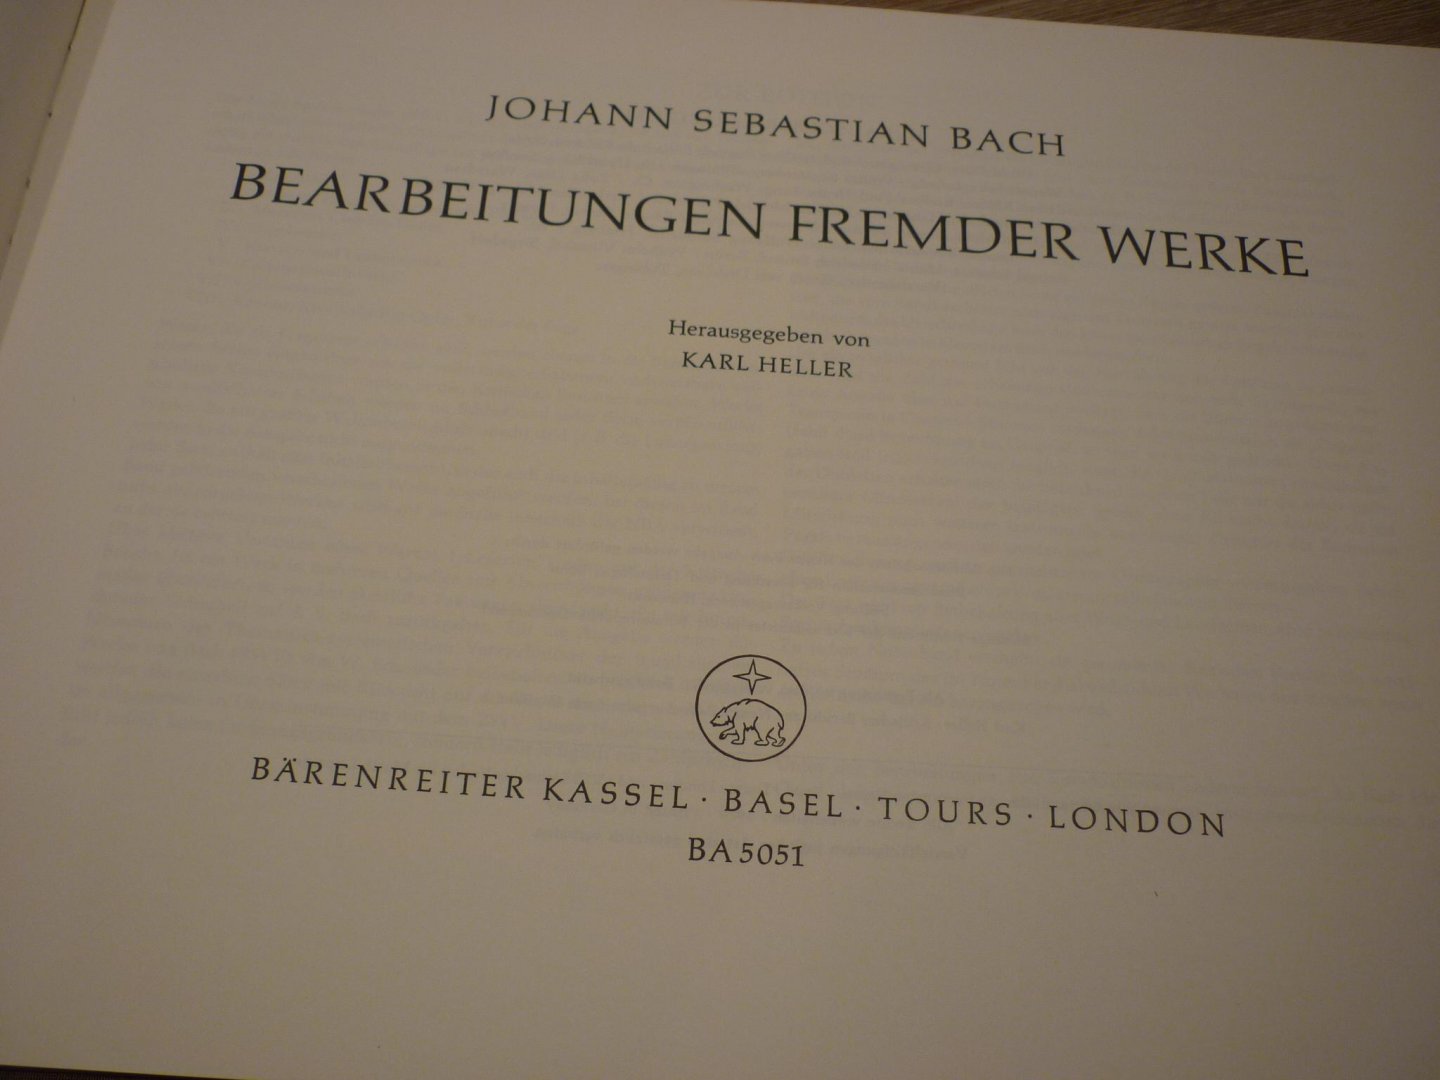 JOHANN SEBASTIAN BACH
BEARBEITUNGEN FREMDER WERKE
Herausgegeben von
KARL HELLER
BÄRENREITER KASSEL · BASEL · TOURS · LONDON
BA 5051